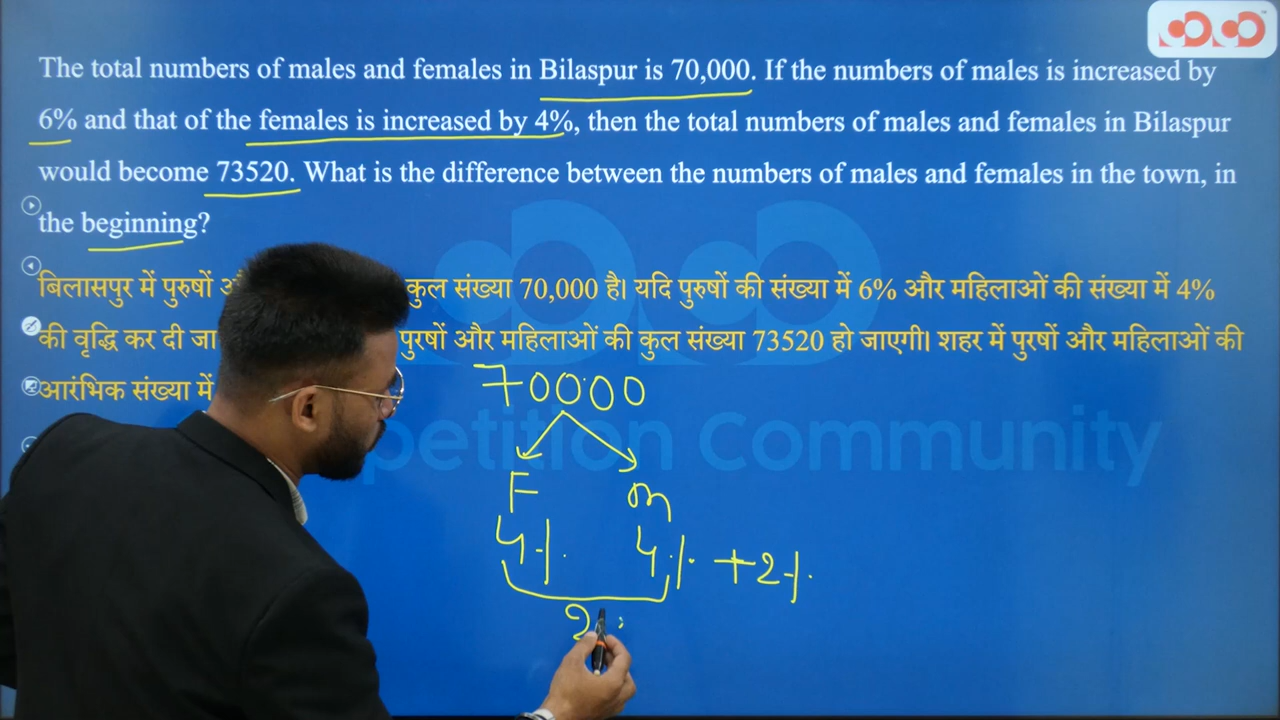 The total numbers of males and females in Bilaspur is 70,000. If the numbers of males is increased by
6% and that of the females is increased by 4%, then the total numbers of males and females in Bilaspur
would become 73520. What is the difference between the numbers of males and females in the town, in
the beginning?
बिलासपुर में पुरुषों कुल संख्या 70,000 है। यदि पुरुषों की संख्या में 6% और महिलाओं की संख्या में 4%
की वृद्धि कर दी पुरषों और महिलाओं की कुल संख्या 73520 हो जाएगी। शहर में पुरषों और महिलाओं की
आरंभिक संख्या में
70000
F m
4% 4% +2%
2
petition Community